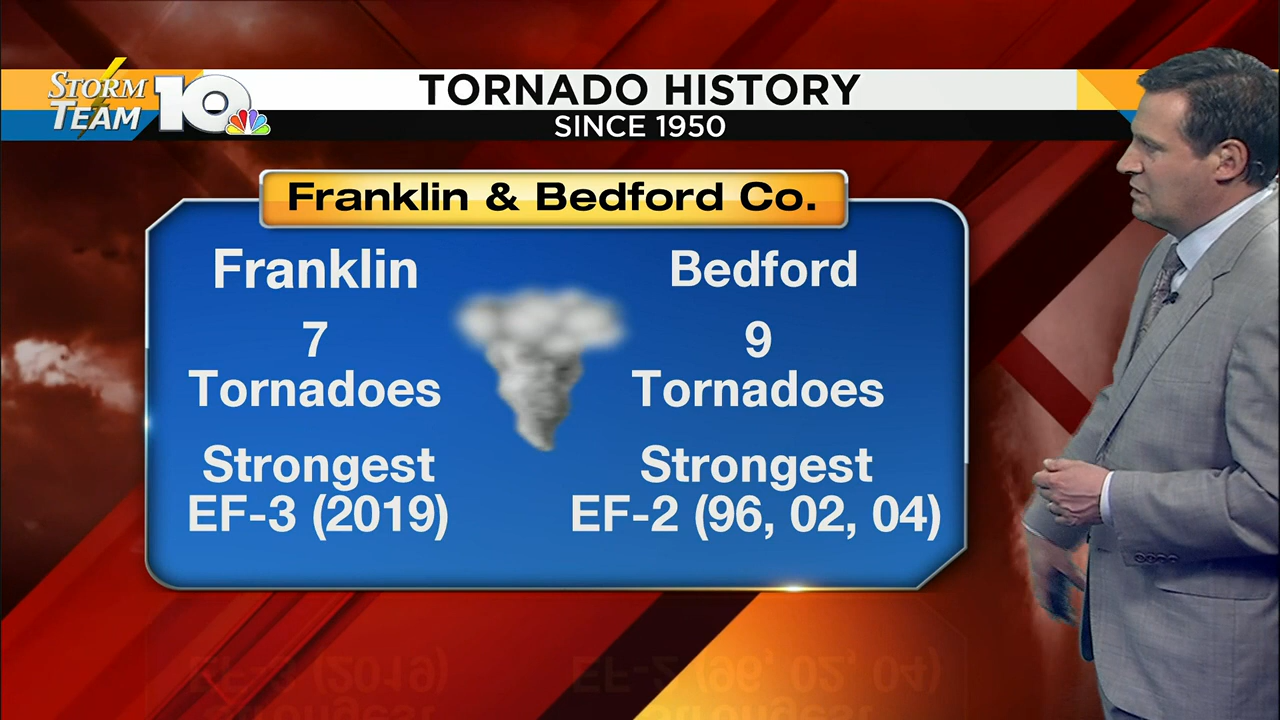 STORM
TEAM 10
TORNADO HISTORY
SINCE 1950
Franklin & Bedford Co.
Franklin
7
Tornadoes
Strongest
EF-3 (2019)
Bedford
9
Tornadoes
Strongest
EF-2 (96, 02, 04)